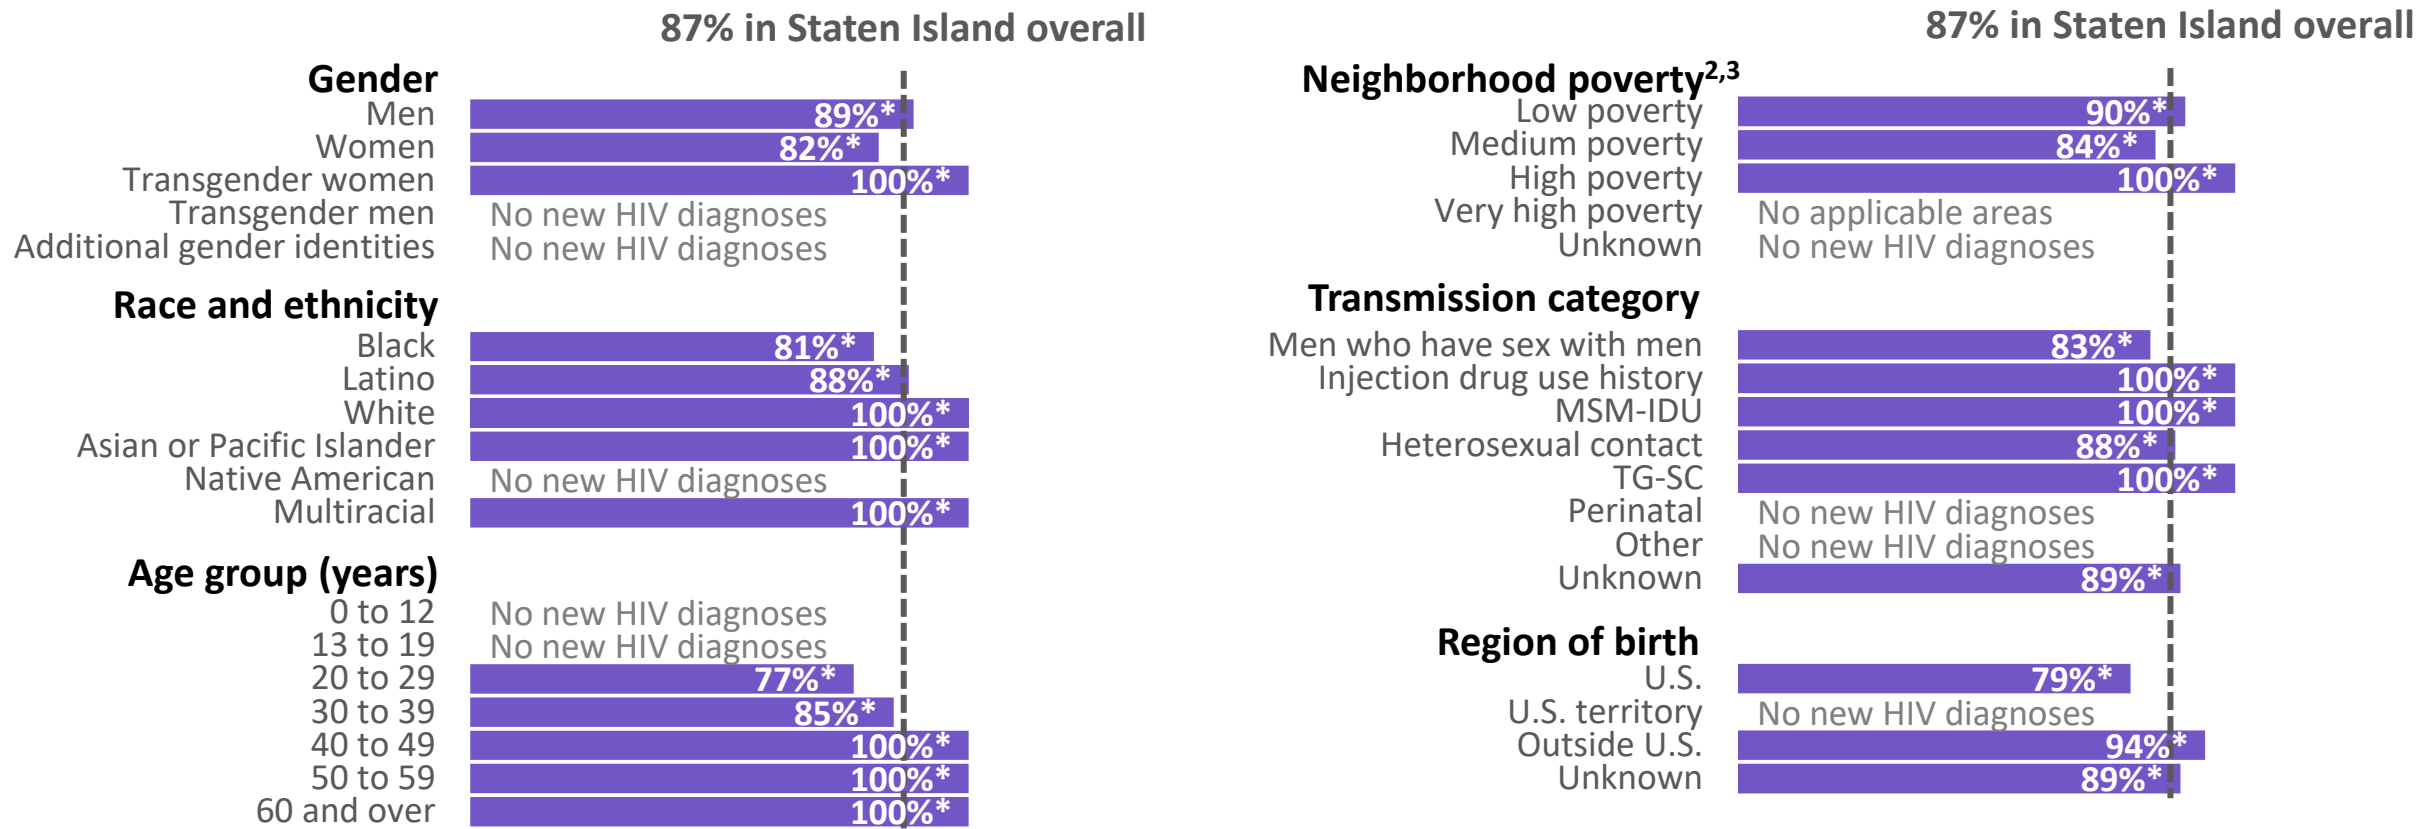 87% in Staten Island overall
Gender
Men 89%*
Women 82%*
Transgender women 100%*
Transgender men No new HIV diagnoses
Additional gender identities No new HIV diagnoses
Race and ethnicity
Black 81%*
Latino 88%*
White 100%*
Asian or Pacific Islander 100%*
Native American No new HIV diagnoses
Multiracial 100%*
Age group (years)
0 to 12 No new HIV diagnoses
13 to 19 No new HIV diagnoses
20 to 29 77%*
30 to 39 85%*
40 to 49 100%*
50 to 59 100%*
60 and over 100%*
87% in Staten Island overall
Neighborhood poverty2,3
Low poverty 90%*
Medium poverty 84%*
High poverty 100%*
Very high poverty No applicable areas
Unknown No new HIV diagnoses
Transmission category
Men who have sex with men 83%*
Injection drug use history 100%*
MSM-IDU 100%*
Heterosexual contact 88%*
TG-SC 100%*
Perinatal No new HIV diagnoses
Other No new HIV diagnoses
Unknown 89%*
Region of birth
U.S. 79%*
U.S. territory No new HIV diagnoses
Outside U.S. 94%*
Unknown 89%*